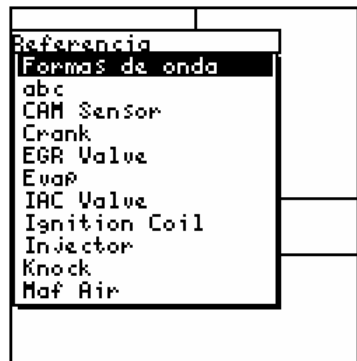 Referencia
Formas de onda
abc
CAM Sensor
Crank
EGR Valve
Evap
IAC Valve
Ignition Coil
Injector
Knock
Maf Air